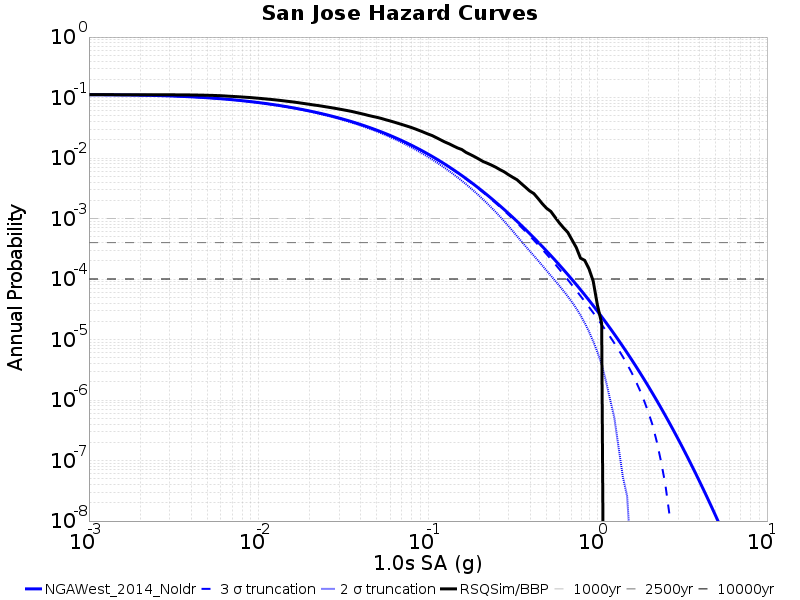 San Jose Hazard Curves
10^0
10^-1
10^-2
10^-3
10^-4
10^-5
10^-6
10^-7
10^-8
Annual Probability
10^-3 10^-2 10^-1 10^0 10^1
1.0s SA (g)
NGAWest_2014_NoIdr 3 σ truncation 2 σ truncation RSQSim/BBP 1000yr 2500yr 10000yr